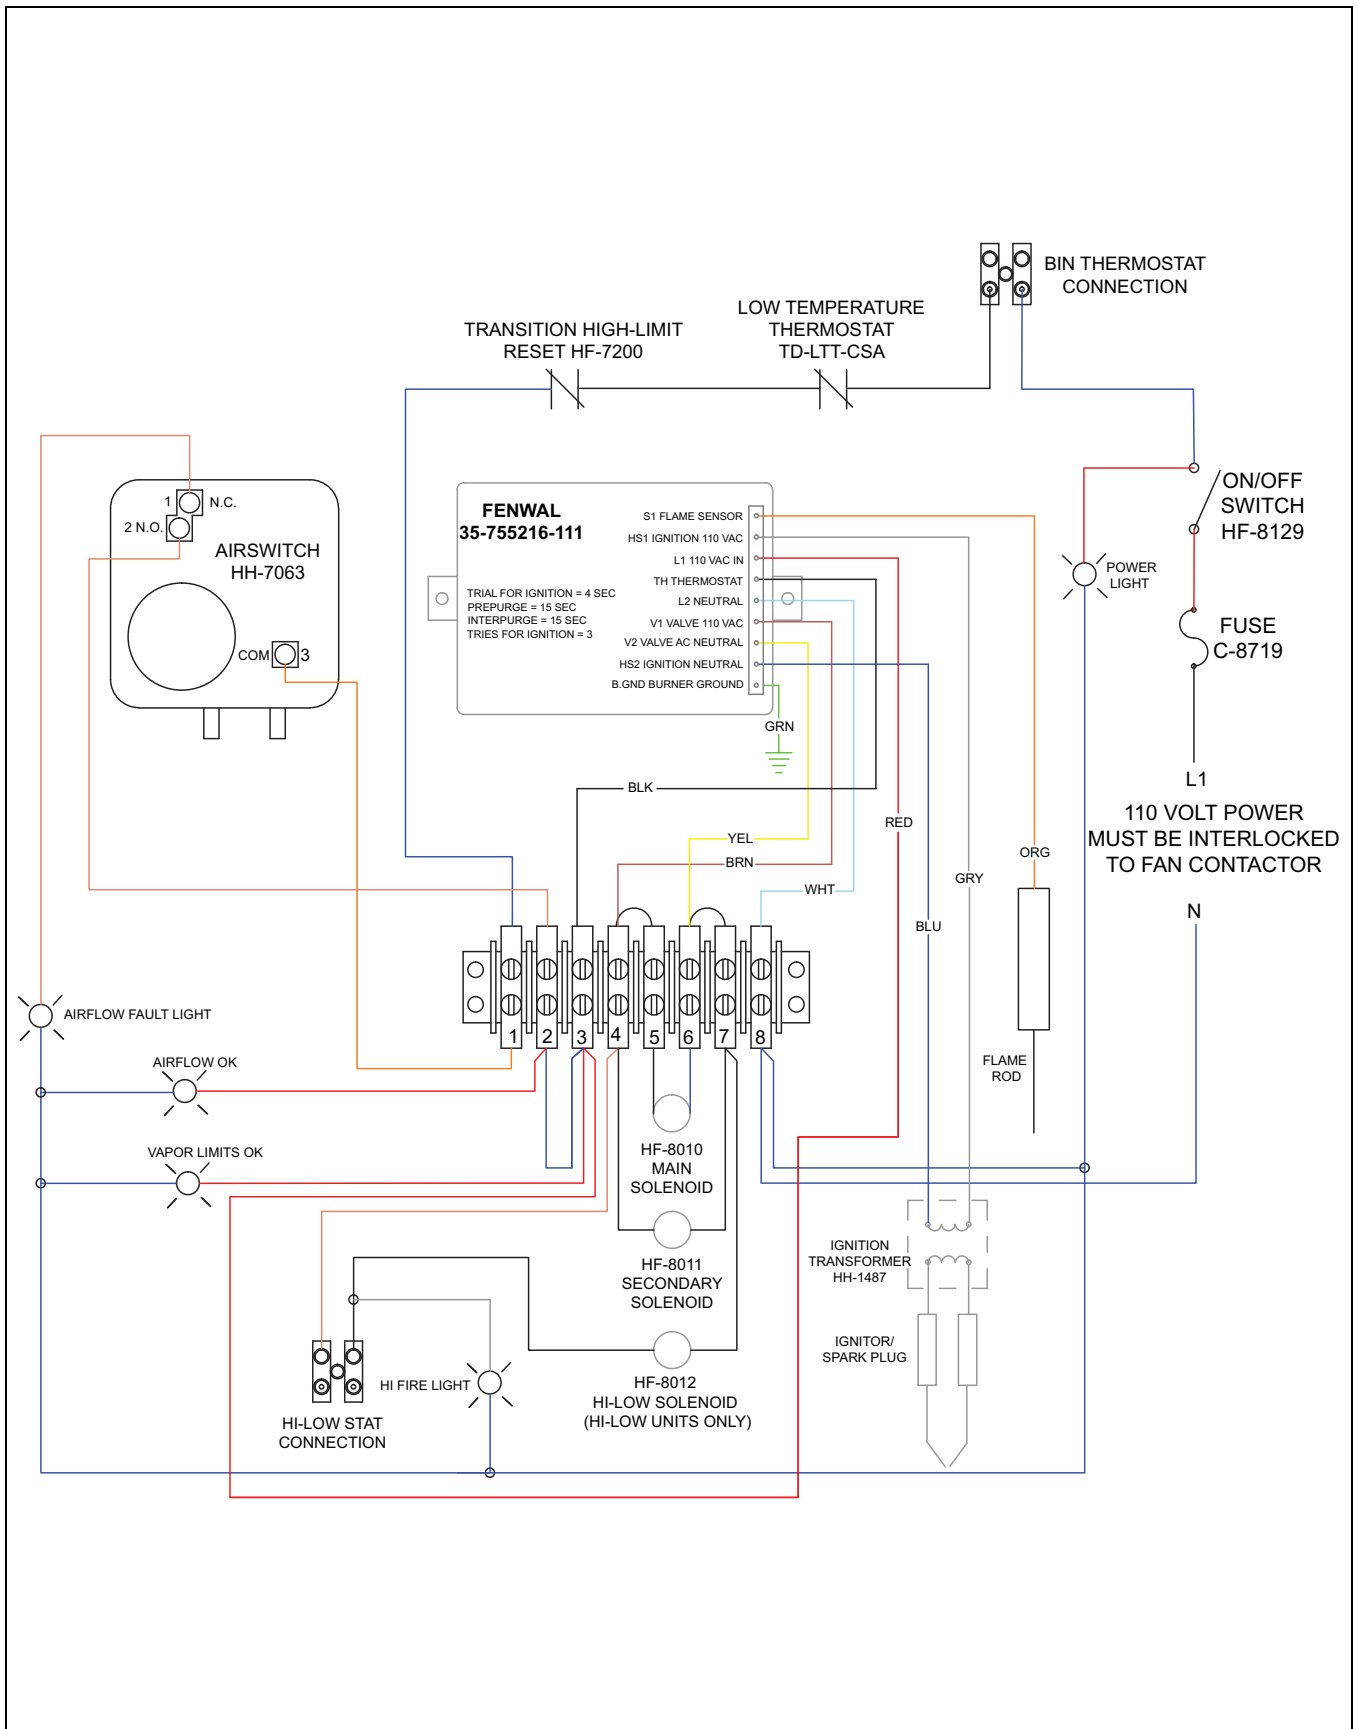 BIN THERMOSTAT
CONNECTION
LOW TEMPERATURE
THERMOSTAT
TD-LTT-CSA
TRANSITION HIGH-LIMIT
RESET HF-7200
ON/OFF
SWITCH
HF-8129
POWER
LIGHT
FUSE
C-8719
L1
110 VOLT POWER
MUST BE INTERLOCKED
TO FAN CONTACTOR
N
1
N.C.
2 N.O.
AIRSWITCH
HH-7063
COM
3
FENWAL
35-755216-111
TRIAL FOR IGNITION = 4 SEC
PREPURGE = 15 SEC
INTERPURGE = 15 SEC
TRIES FOR IGNITION = 3
S1 FLAME SENSOR
HS1 IGNITION 110 VAC
L1 110 VAC IN
TH THERMOSTAT
L2 NEUTRAL
V1 VALVE 110 VAC
V2 VALVE AC NEUTRAL
HS2 IGNITION NEUTRAL
B.GND BURNER GROUND
GRN
BLK
YEL
BRN
WHT
RED
BLU
GRY
ORG
FLAME
ROD
1
2
3
4
5
6
7
8
AIRFLOW FAULT LIGHT
AIRFLOW OK
VAPOR LIMITS OK
HF-8010
MAIN
SOLENOID
HF-8011
SECONDARY
SOLENOID
HF-8012
HI-LOW SOLENOID
(HI-LOW UNITS ONLY)
HI FIRE LIGHT
HI-LOW STAT
CONNECTION
IGNITION
TRANSFORMER
HH-1487
IGNITOR/
SPARK PLUG